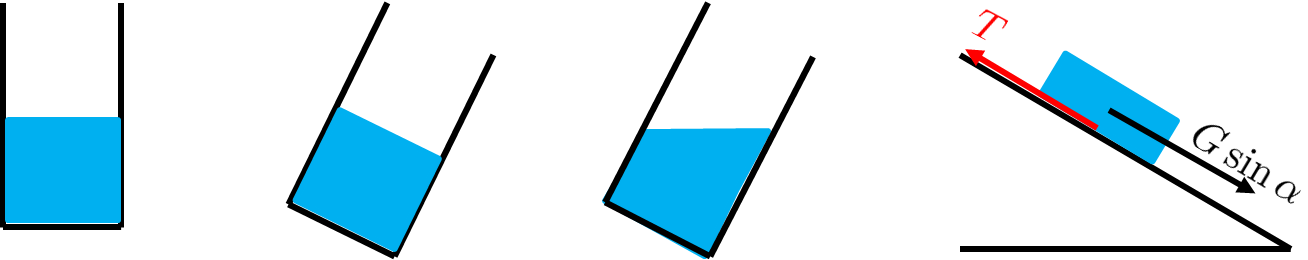 T
G sin α